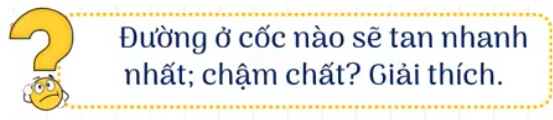 Đường ở cốc nào sẽ tan nhanh
nhất; chậm chất? Giải thích.